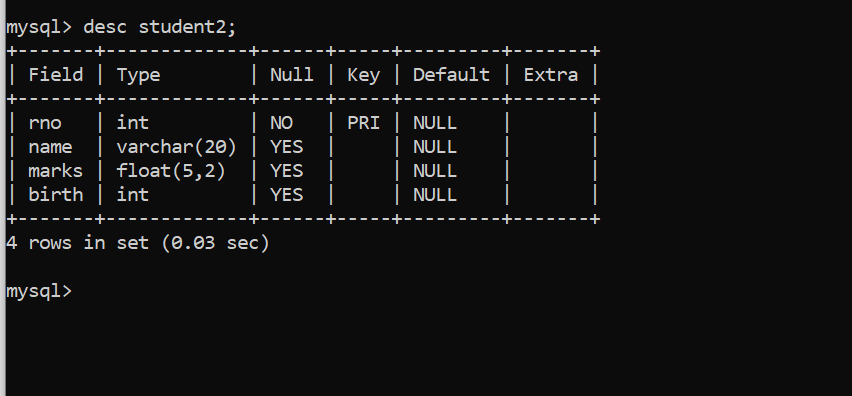 mysql> desc student2;
+-------+-------------+------+-----+---------+-------+
| Field | Type        | Null | Key | Default | Extra |
+-------+-------------+------+-----+---------+-------+
| rno   | int         | NO   | PRI | NULL    |       |
| name  | varchar(20) | YES  |     | NULL    |       |
| marks | float(5,2)  | YES  |     | NULL    |       |
| birth | int         | YES  |     | NULL    |       |
+-------+-------------+------+-----+---------+-------+
4 rows in set (0.03 sec)
mysql>